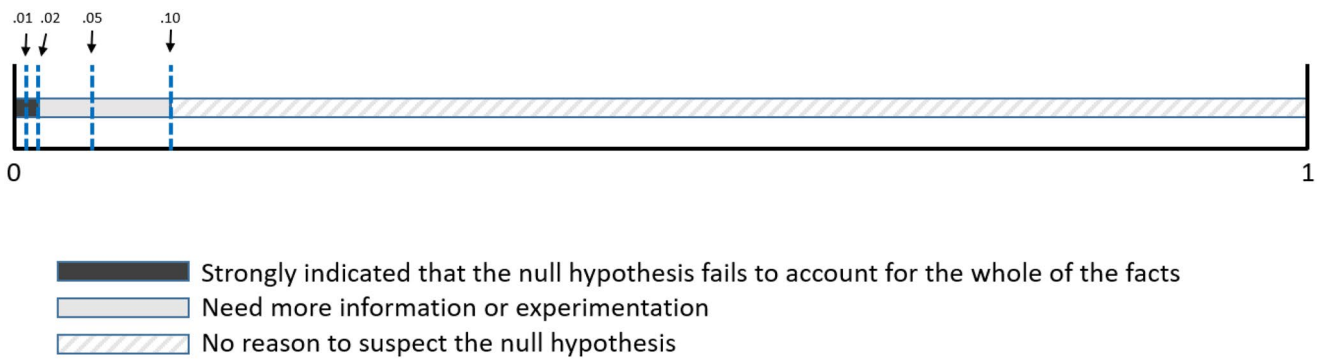 .01 .02 .05 .10
0 1
Strongly indicated that the null hypothesis fails to account for the whole of the facts
Need more information or experimentation
No reason to suspect the null hypothesis